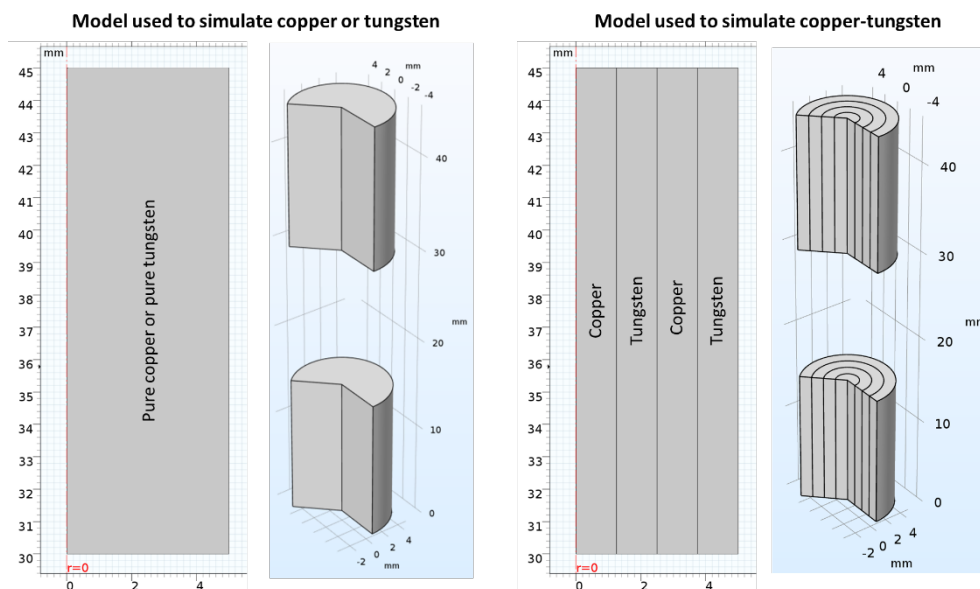 Model used to simulate copper or tungsten
Model used to simulate copper-tungsten
mm
45
44
43
42
41
40
39
38
37
36
35
34
33
32
31
30
r=0
0
2
4
Pure copper or pure tungsten
4 2 0 -2 -4
mm
40
30
mm
20
10
0
-2 0 2 4
mm
mm
45
44
43
42
41
40
39
38
37
36
35
34
33
32
31
30
r=0
0
2
4
Copper
Tungsten
Copper
Tungsten
4 0 -4
mm
40
30
mm
20
10
0
-2 0 2 4
mm